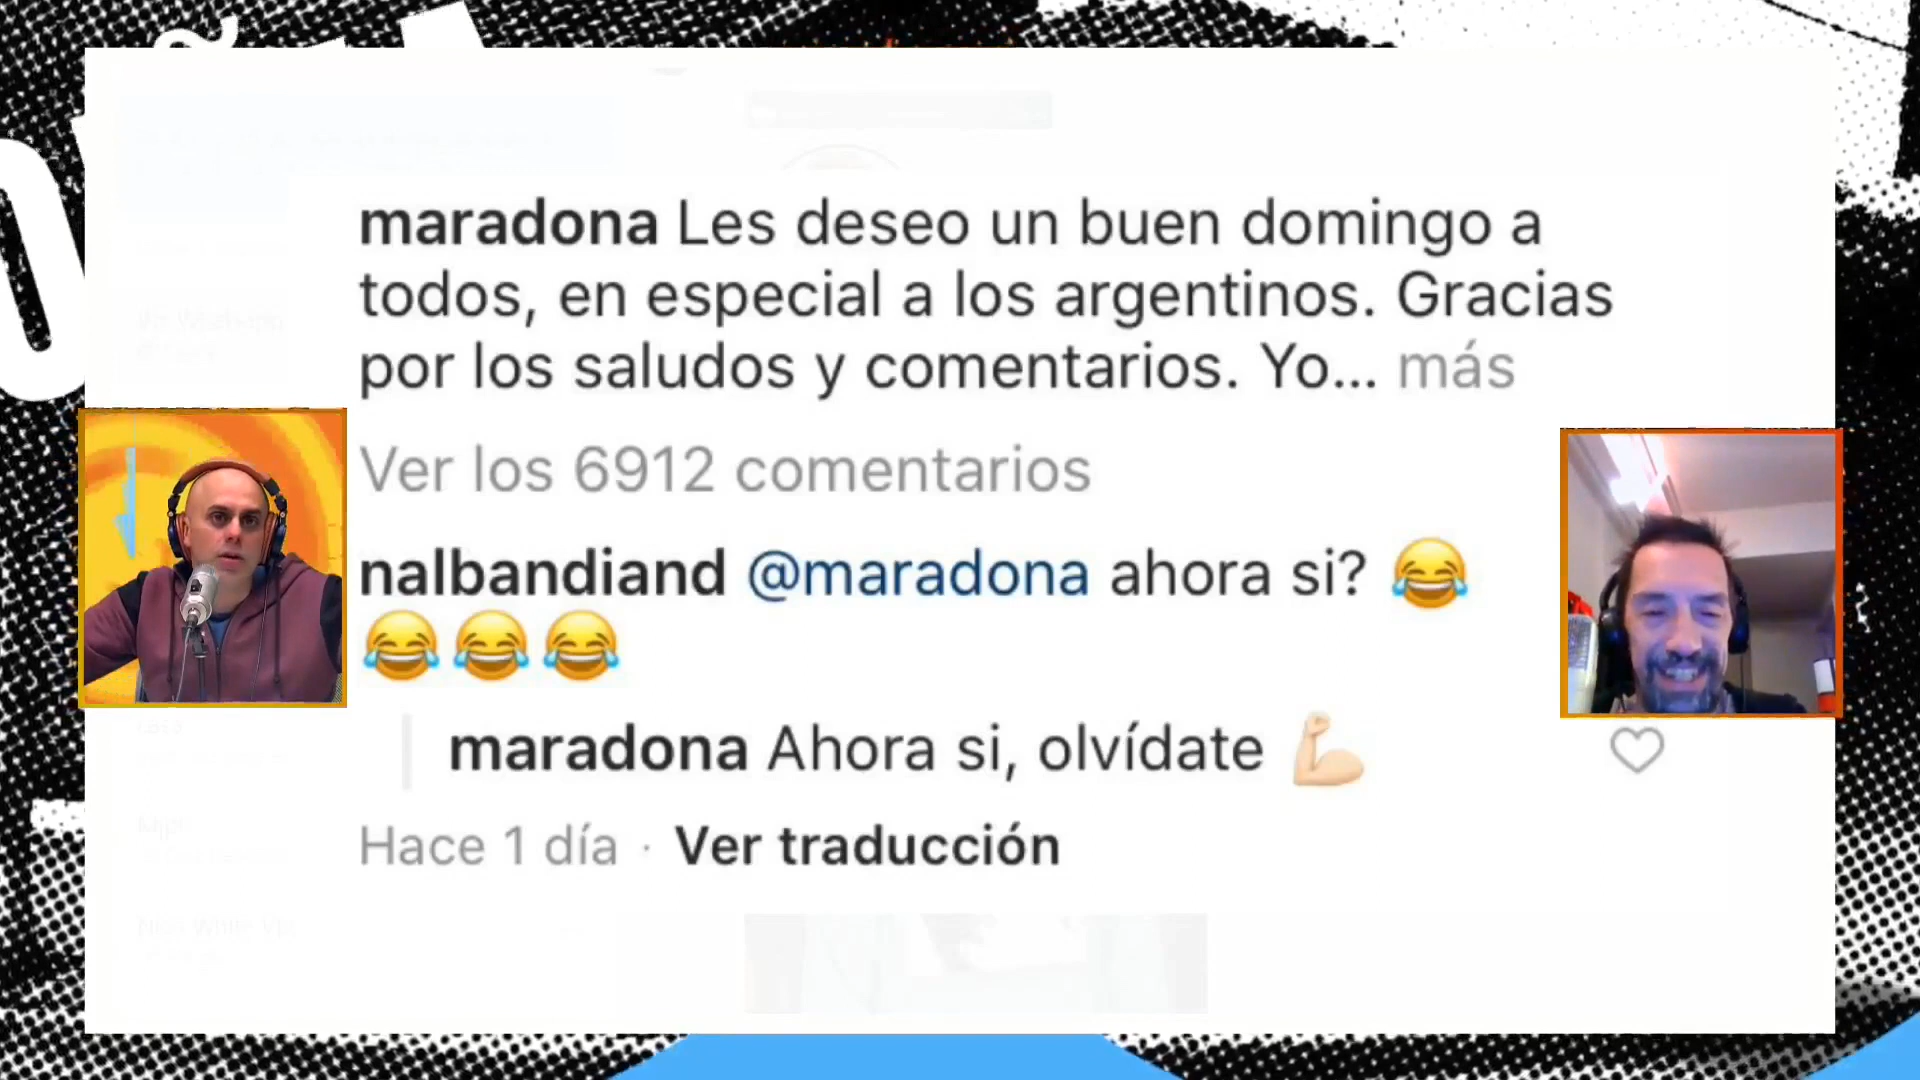 maradona Les deseo un buen domingo a
todos, en especial a los argentinos. Gracias
por los saludos y comentarios. Yo... más
Ver los 6912 comentarios
nalbandiand @maradona ahora si? 😂
😂😂😂
maradona Ahora si, olvídate 💪🏻
Hace 1 día · Ver traducción